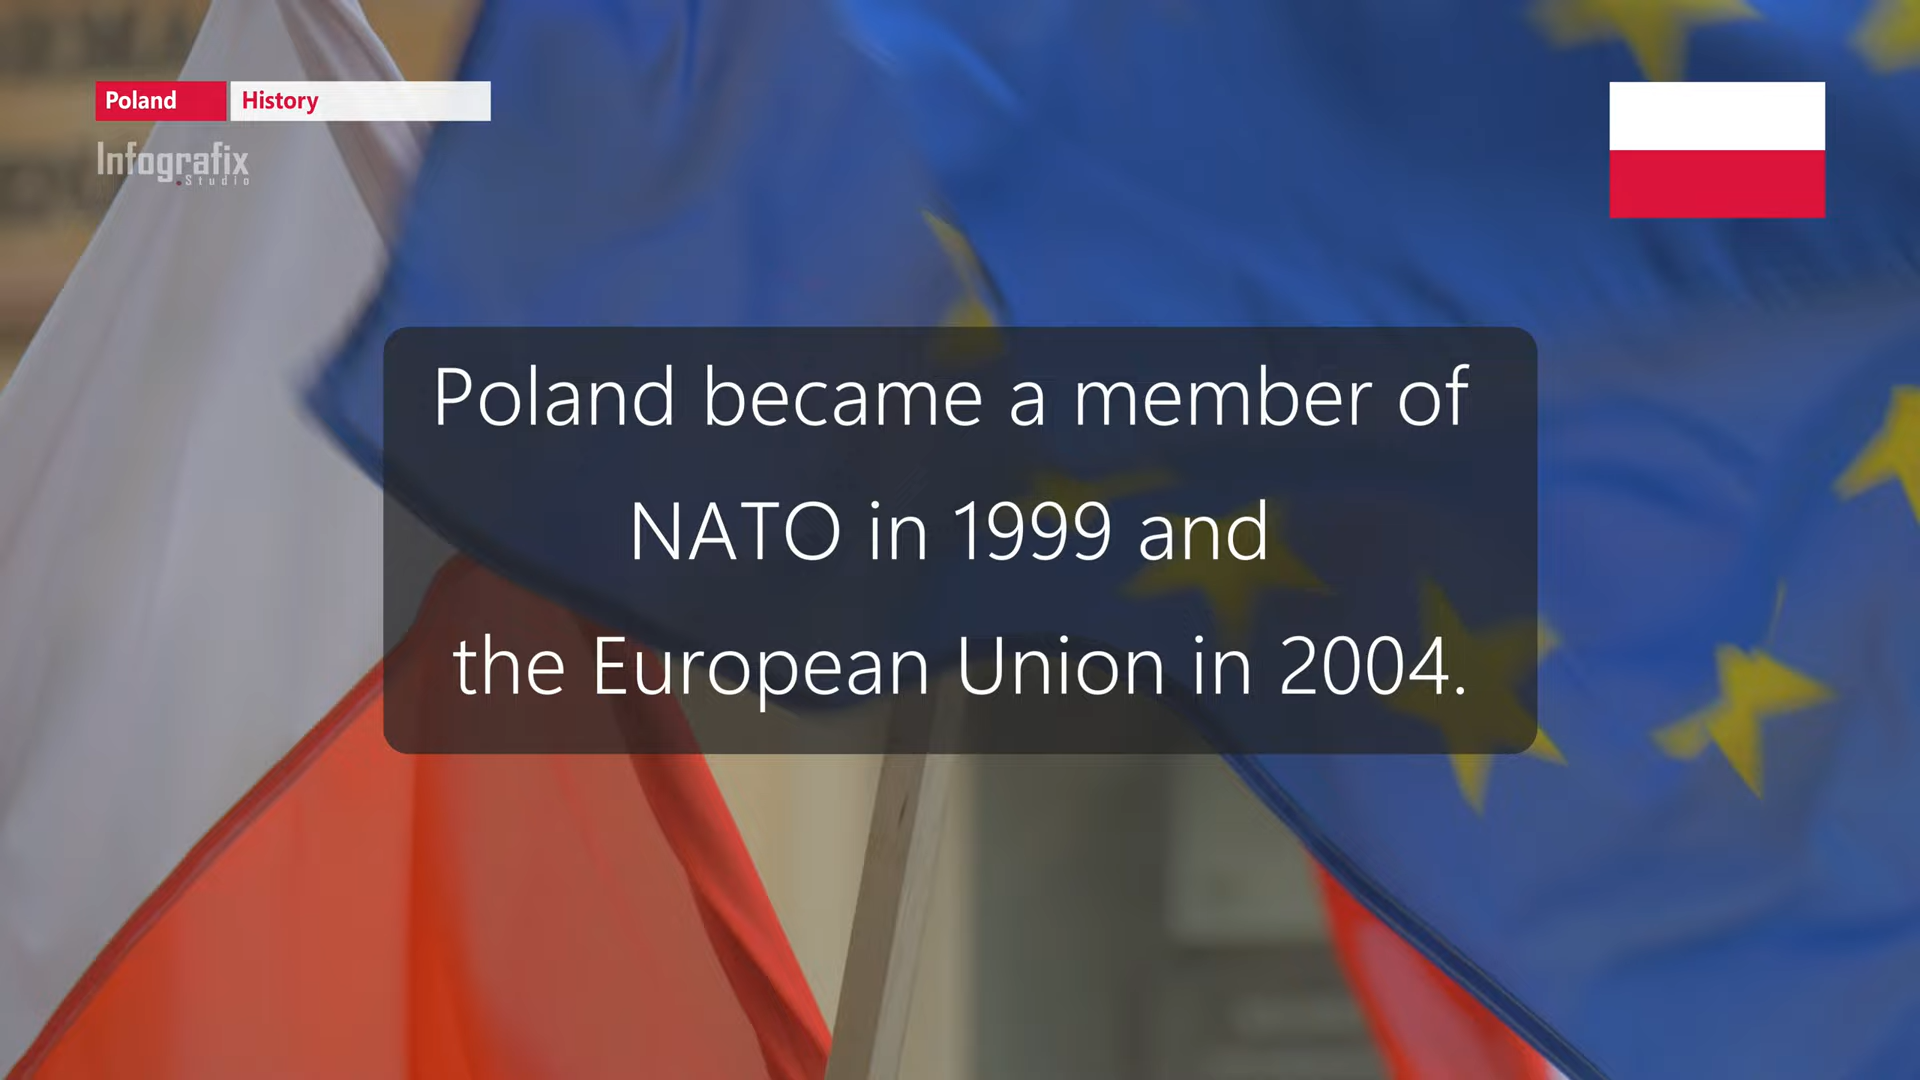 Poland History
Infografix
.Studio
Poland became a member of
NATO in 1999 and
the European Union in 2004.